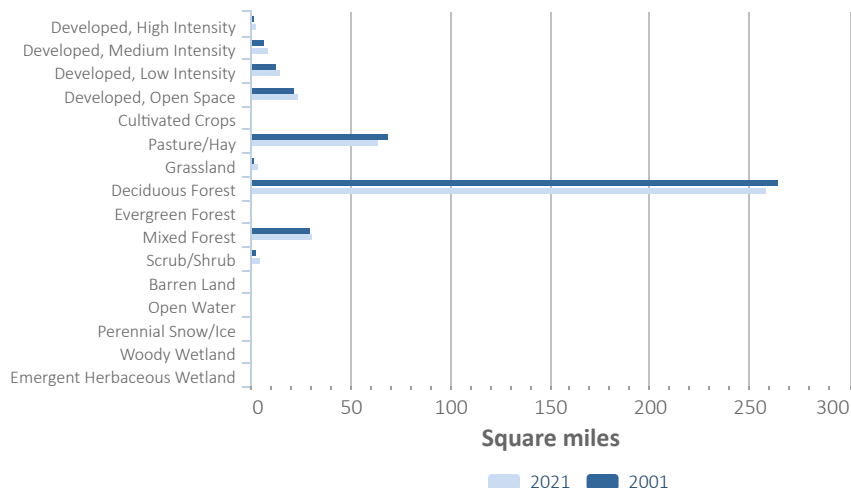 Developed, High Intensity
Developed, Medium Intensity
Developed, Low Intensity
Developed, Open Space
Cultivated Crops
Pasture/Hay
Grassland
Deciduous Forest
Evergreen Forest
Mixed Forest
Scrub/Shrub
Barren Land
Open Water
Perennial Snow/Ice
Woody Wetland
Emergent Herbaceous Wetland
0 50 100 150 200 250 300
Square miles
2021 2001